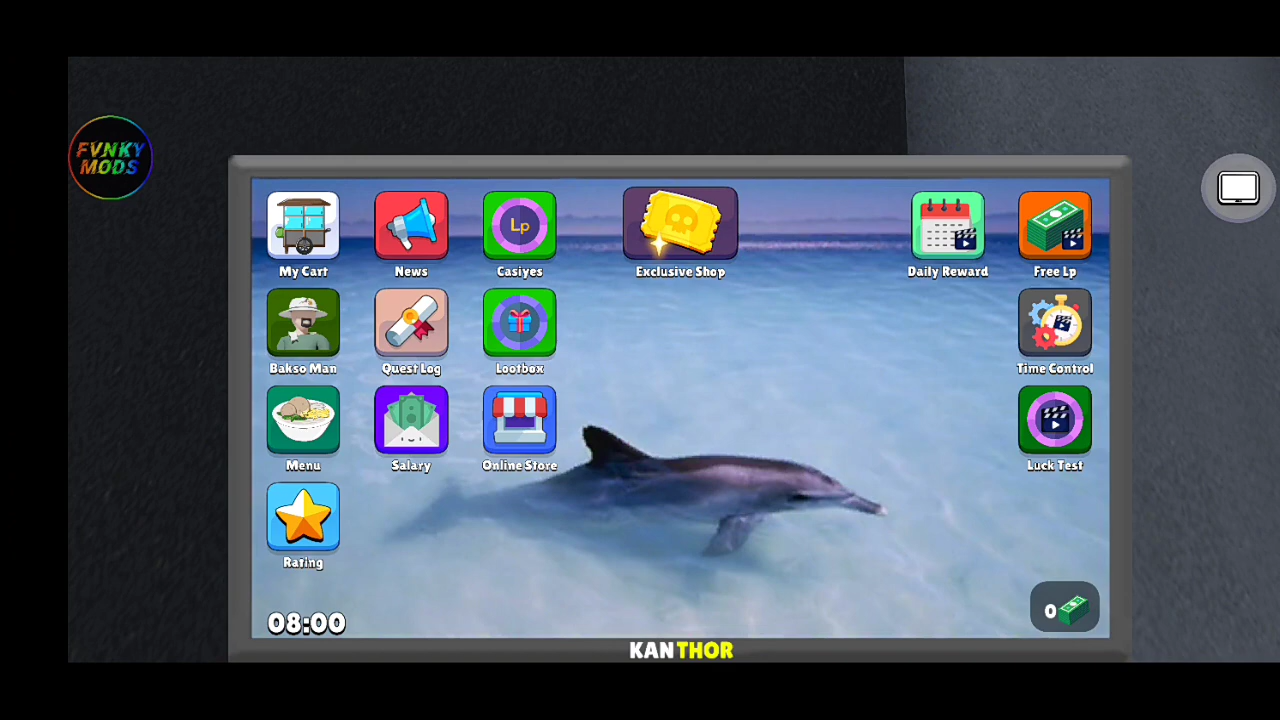 FVNKY
MODS
My Cart
News
Casiyes
Lp
Exclusive Shop
Daily Reward
Free Lp
Bakso Man
Quest Log
Lootbox
Time Control
Menu
Salary
Online Store
Luck Test
Rating
08:00
0
KANTHOR